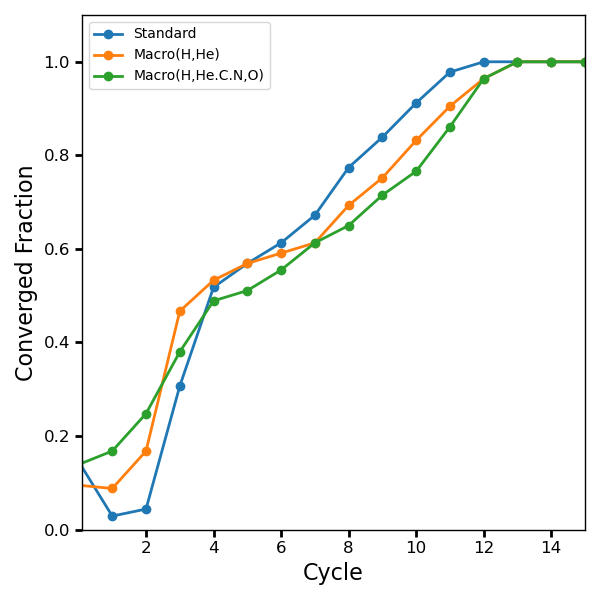 Standard
Macro(H,He)
Macro(H,He.C.N,O)
1.0
0.8
0.6
0.4
0.2
0.0
Converged Fraction
2 4 6 8 10 12 14
Cycle